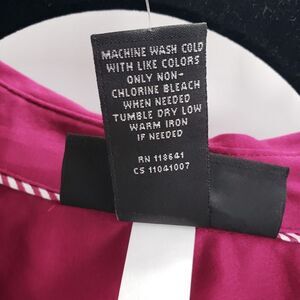 MACHINE WASH COLD
WITH LIKE COLORS
ONLY NON-
CHLORINE BLEACH
WHEN NEEDED
TUMBLE DRY LOW
WARM IRON
IF NEEDED
RN 118641
CS 11041007